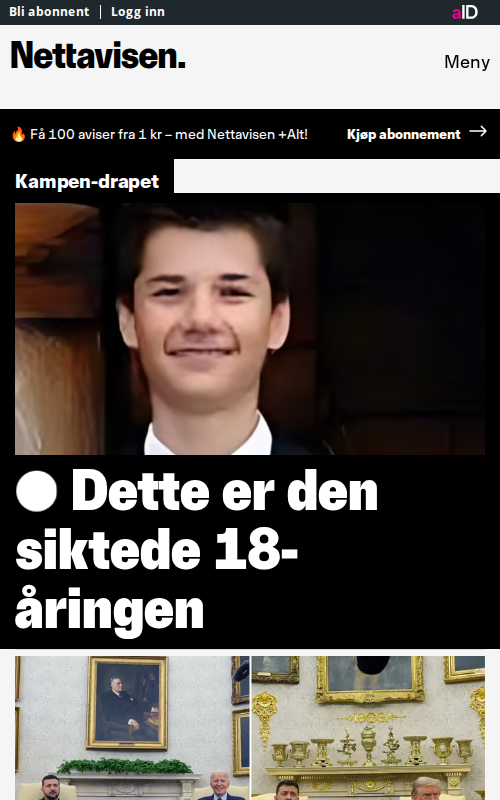 Bli abonnent Logg inn aID
Nettavisen.
Meny
🔥 Få 100 aviser fra 1 kr – med Nettavisen +Alt! Kjøp abonnement →
Kampen-drapet
Dette er den
siktede 18-
åringen